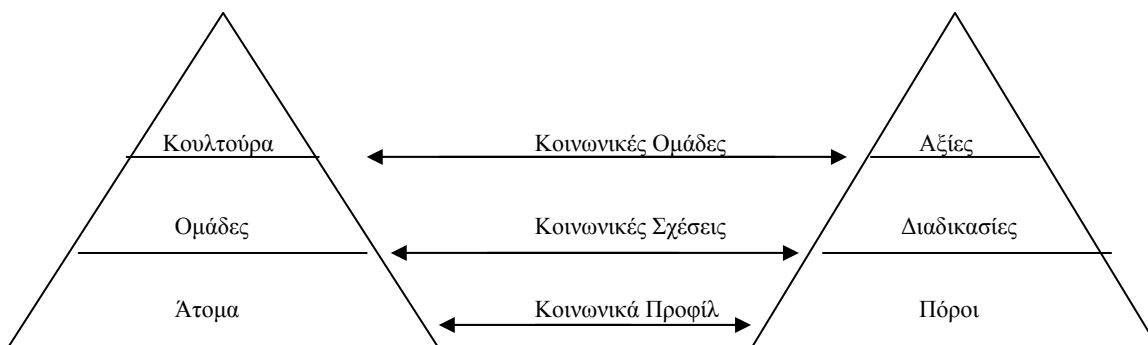 Κουλτούρα Κοινωνικές Ομάδες Αξίες
Ομάδες Κοινωνικές Σχέσεις Διαδικασίες
Άτομα Κοινωνικά Προφίλ Πόροι